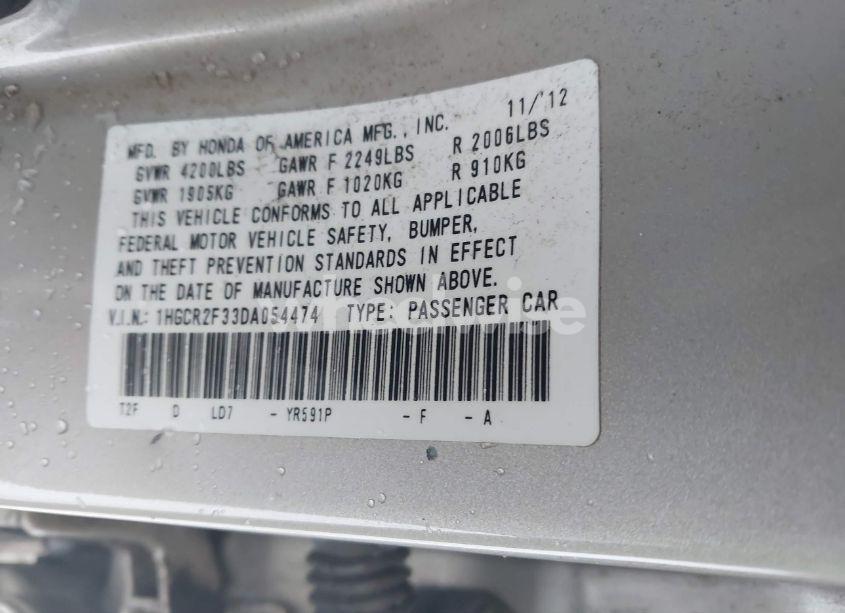 MFD. BY HONDA OF AMERICA MFG., INC. 11/'12
GVWR 4200LBS GAWR F 2249LBS R 2006LBS
GVWR 1905KG GAWR F 1020KG R 910KG
THIS VEHICLE CONFORMS TO ALL APPLICABLE
FEDERAL MOTOR VEHICLE SAFETY, BUMPER,
AND THEFT PREVENTION STANDARDS IN EFFECT
ON THE DATE OF MANUFACTURE SHOWN ABOVE.
V.I.N.: 1HGCR2F33DA054474 TYPE: PASSENGER CAR
T2F D LD7 - YR591P - F - A